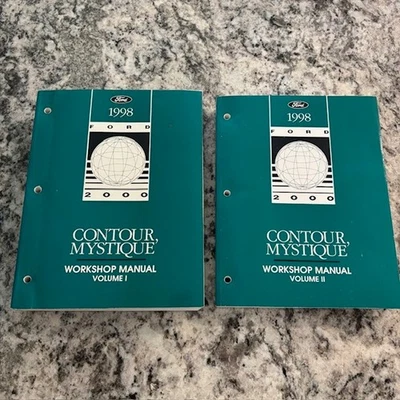 Ford
1998
FORD
2000
CONTOUR,
MYSTIQUE
WORKSHOP MANUAL
VOLUME I
Ford
1998
FORD
2000
CONTOUR,
MYSTIQUE
WORKSHOP MANUAL
VOLUME II